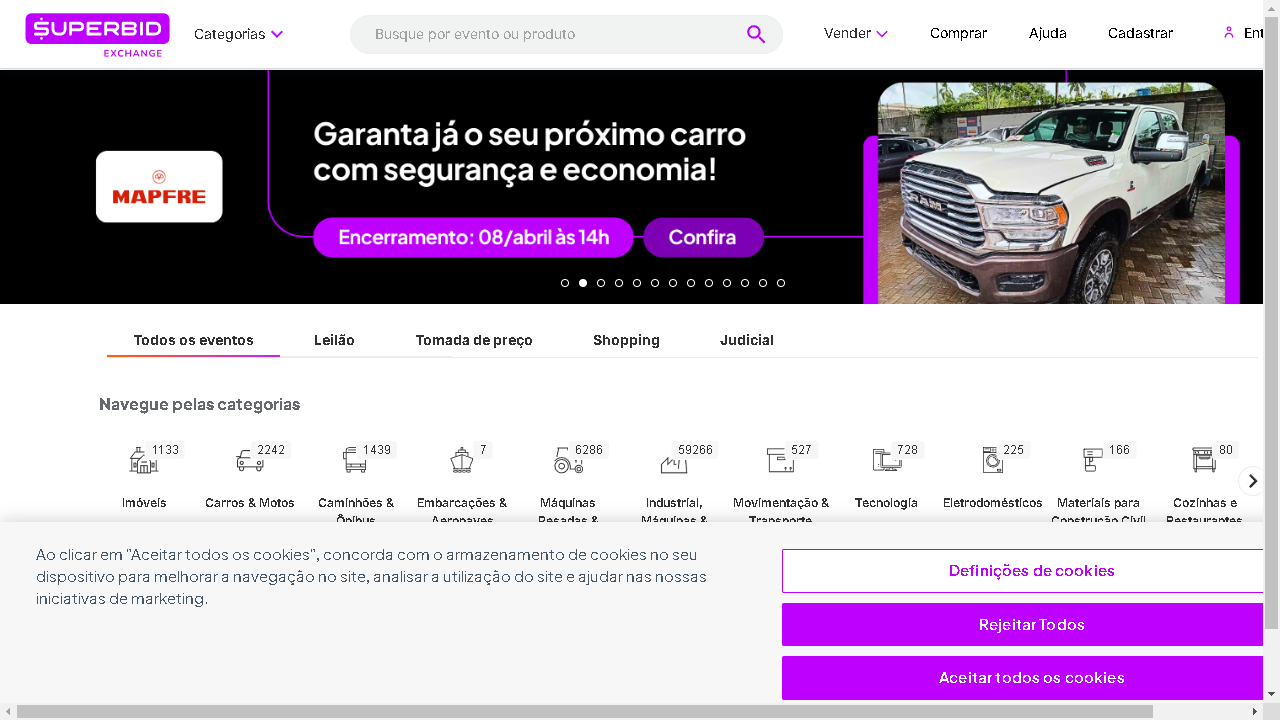 SUPERBID
EXCHANGE
Categorias
Busque por evento ou produto
Vender
Comprar
Ajuda
Cadastrar
Ent
MAPFRE
Garanta já o seu próximo carro
com segurança e economia!
Encerramento: 08/abril às 14h
Confira
RAM
Todos os eventos
Leilão
Tomada de preço
Shopping
Judicial
Navegue pelas categorias
1133
2242
1439
7
6286
59266
527
728
225
166
80
Imóveis
Carros & Motos
Caminhões &
Ônibus
Embarcações &
Aeronaves
Máquinas
Pesadas &
Industrial,
Máquinas &
Movimentação &
Transporte
Tecnologia
Eletrodomésticos
Materiais para
Construção Civil
Cozinhas e
Restaurantes
Ao clicar em "Aceitar todos os cookies", concorda com o armazenamento de cookies no seu
dispositivo para melhorar a navegação no site, analisar a utilização do site e ajudar nas nossas
iniciativas de marketing.
Definições de cookies
Rejeitar Todos
Aceitar todos os cookies